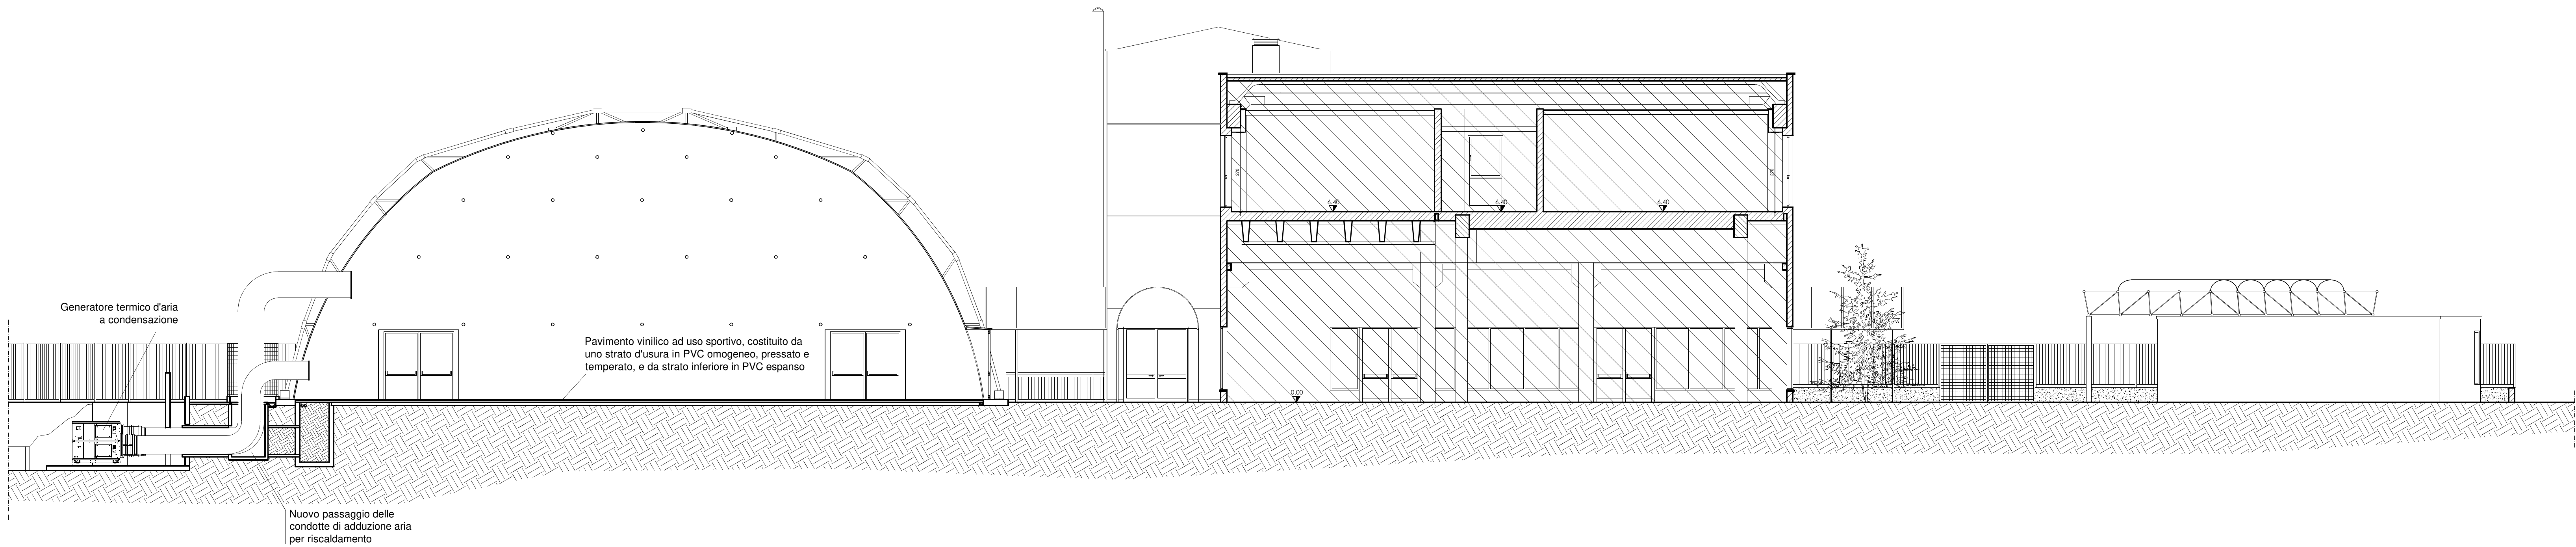 Generatore termico d'aria
a condensazione
Pavimento vinilico ad uso sportivo, costituito da
uno strato d'usura in PVC omogeneo, pressato e
temperato, e da strato inferiore in PVC espanso
Nuovo passaggio delle
condotte di adduzione aria
per riscaldamento
6.40
6.40
6.40
0.00